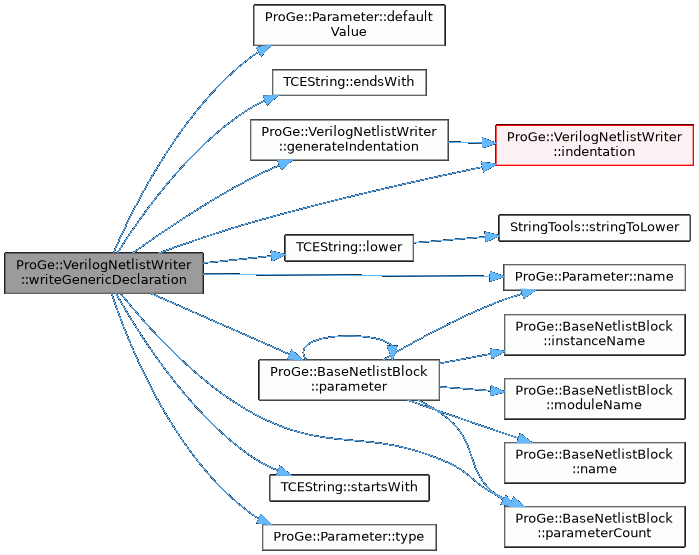 ProGe::Parameter::default
Value
TCEString::endsWith
ProGe::VerilogNetlistWriter
::generateIndentation
ProGe::VerilogNetlistWriter
::indentation
StringTools::stringToLower
TCEString::lower
ProGe::VerilogNetlistWriter
::writeGenericDeclaration
ProGe::Parameter::name
ProGe::BaseNetlistBlock
::instanceName
ProGe::BaseNetlistBlock
::parameter
ProGe::BaseNetlistBlock
::moduleName
ProGe::BaseNetlistBlock
::name
TCEString::startsWith
ProGe::BaseNetlistBlock
::parameterCount
ProGe::Parameter::type